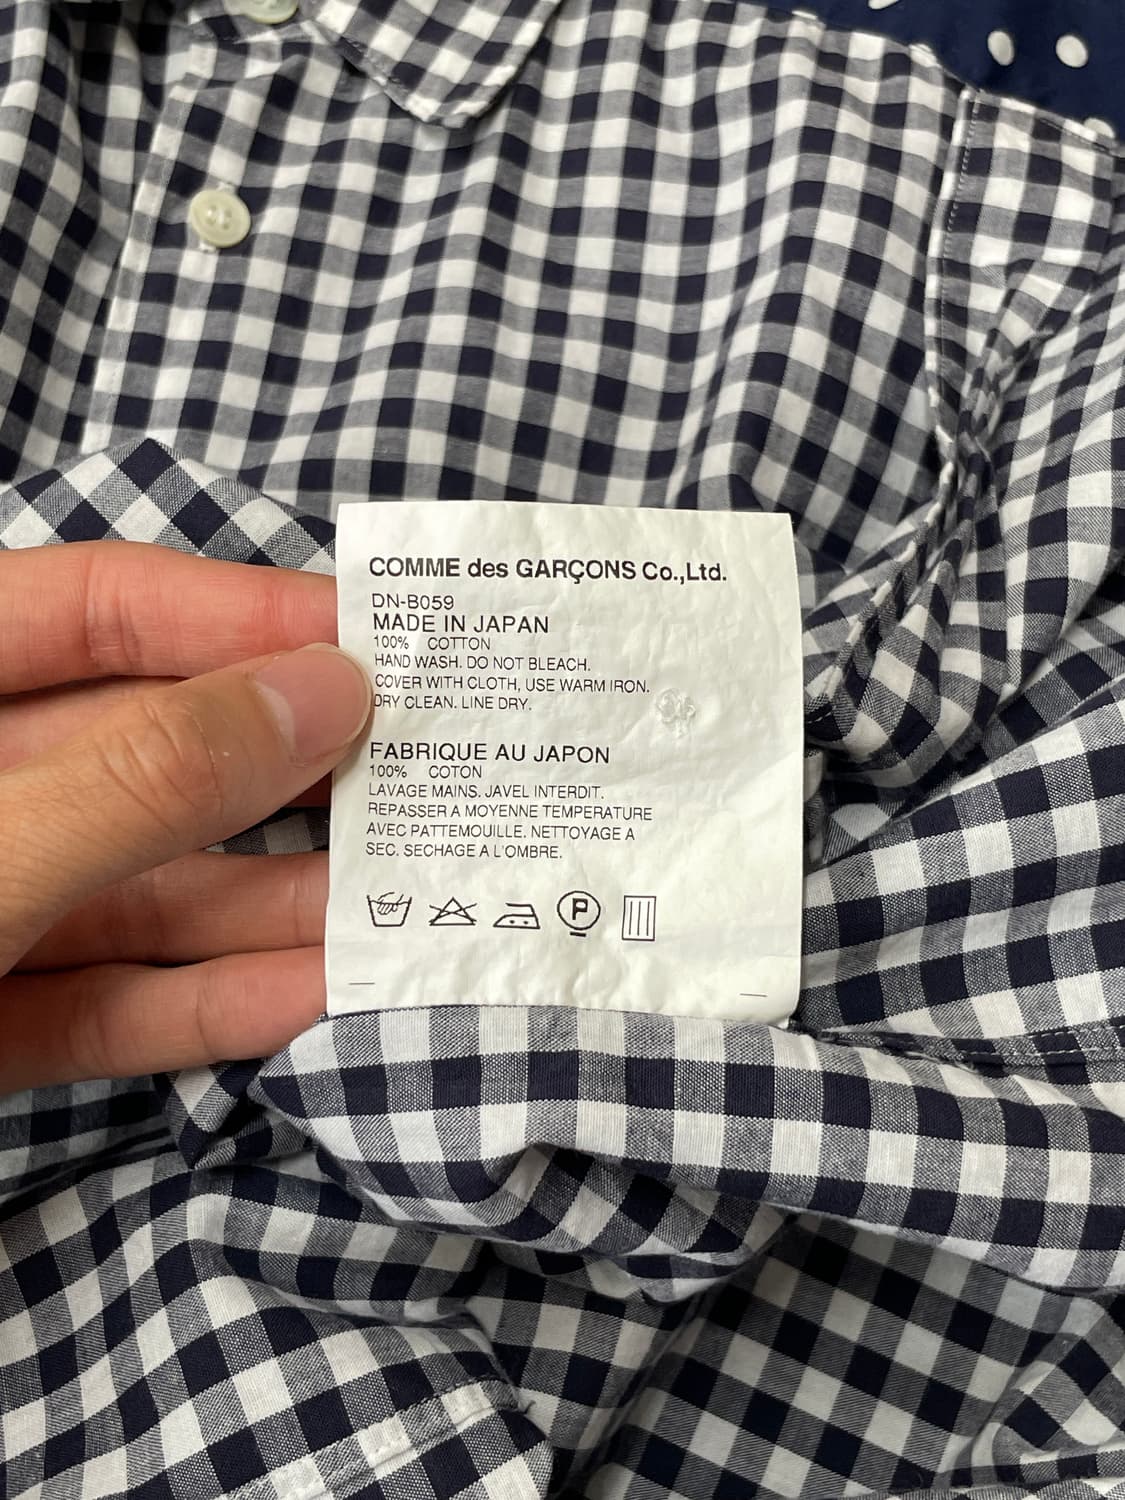 COMME des GARÇONS Co.,Ltd.
DN-B059
MADE IN JAPAN
100% COTTON
HAND WASH. DO NOT BLEACH.
COVER WITH CLOTH, USE WARM IRON.
DRY CLEAN. LINE DRY.
FABRIQUE AU JAPON
100% COTON
LAVAGE MAINS. JAVEL INTERDIT.
REPASSER A MOYENNE TEMPERATURE
AVEC PATTEMOUILLE. NETTOYAGE A
SEC. SECHAGE A L'OMBRE.
P